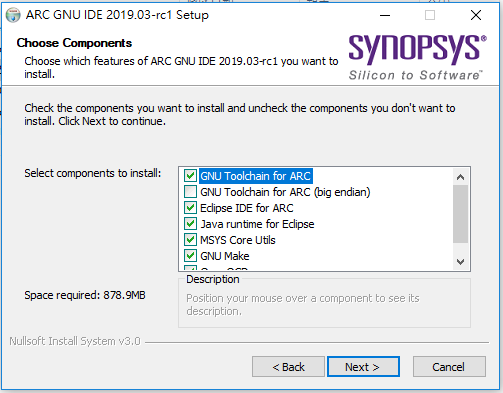 ARC GNU IDE 2019.03-rc1 Setup
Choose Components
Choose which features of ARC GNU IDE 2019.03-rc1 you want to
install.
SYNOPSYS
Silicon to Software™
Check the components you want to install and uncheck the components you don't want to
install. Click Next to continue.
Select components to install:
GNU Toolchain for ARC
GNU Toolchain for ARC (big endian)
Eclipse IDE for ARC
Java runtime for Eclipse
MSYS Core Utils
GNU Make
Space required: 878.9MB
Description
Position your mouse over a component to see its
description.
Nullsoft Install System v3.0
< Back
Next >
Cancel